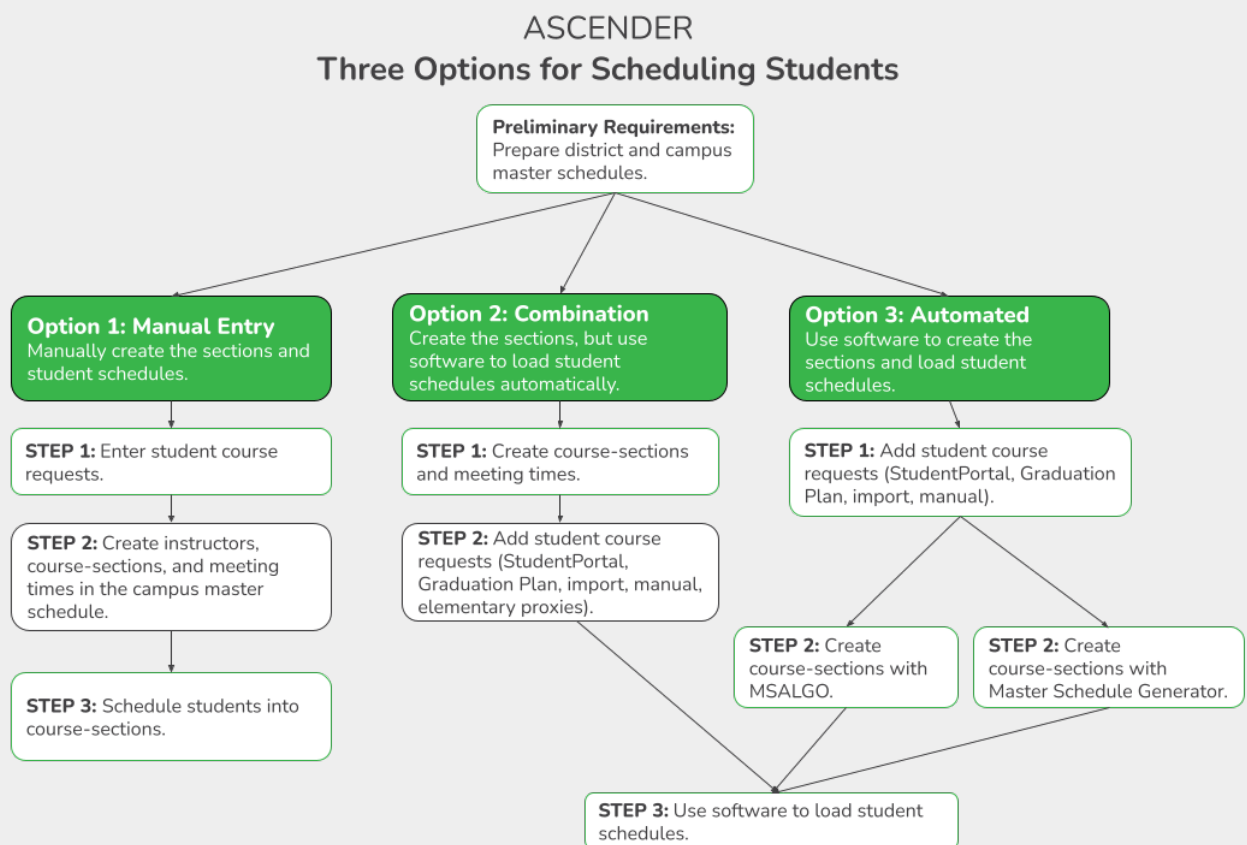 ASCENDER
Three Options for Scheduling Students
Preliminary Requirements:
Prepare district and campus
master schedules.
Option 1: Manual Entry
Manually create the sections and
student schedules.
STEP 1: Enter student course
requests.
STEP 2: Create instructors,
course-sections, and meeting
times in the campus master
schedule.
STEP 3: Schedule students into
course-sections.
Option 2: Combination
Create the sections, but use
software to load student
schedules automatically.
STEP 1: Create course-sections
and meeting times.
STEP 2: Add student course
requests (StudentPortal,
Graduation Plan, import, manual,
elementary proxies).
Option 3: Automated
Use software to create the
sections and load student
schedules.
STEP 1: Add student course
requests (StudentPortal, Graduation
Plan, import, manual).
STEP 2: Create
course-sections with
MSALGO.
STEP 2: Create
course-sections with
Master Schedule Generator.
STEP 3: Use software to load student
schedules.